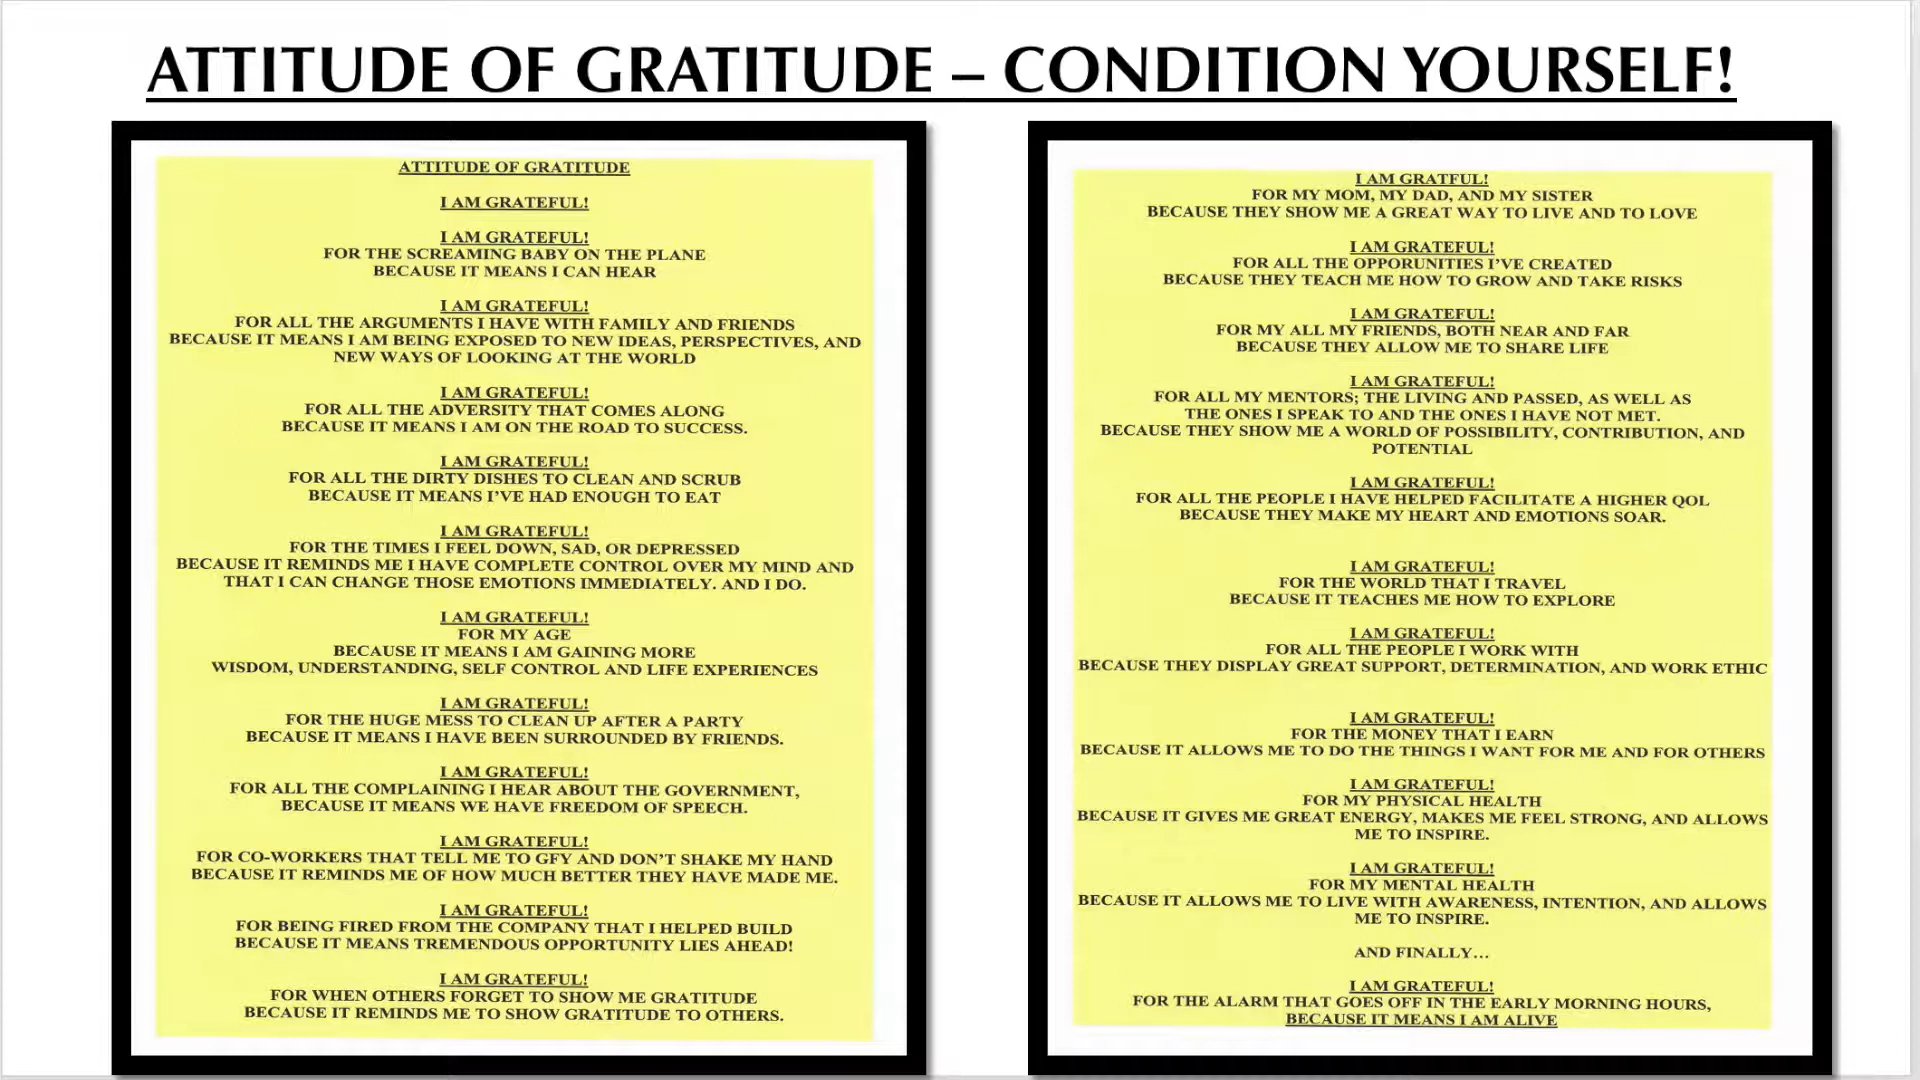 ATTITUDE OF GRATITUDE – CONDITION YOURSELF!
ATTITUDE OF GRATITUDE
I AM GRATEFUL!
I AM GRATEFUL!
FOR THE SCREAMING BABY ON THE PLANE
BECAUSE IT MEANS I CAN HEAR
I AM GRATEFUL!
FOR ALL THE ARGUMENTS I HAVE WITH FAMILY AND FRIENDS
BECAUSE IT MEANS I AM BEING EXPOSED TO NEW IDEAS, PERSPECTIVES, AND
NEW WAYS OF LOOKING AT THE WORLD
I AM GRATEFUL!
FOR ALL THE ADVERSITY THAT COMES ALONG
BECAUSE IT MEANS I AM ON THE ROAD TO SUCCESS.
I AM GRATEFUL!
FOR ALL THE DIRTY DISHES TO CLEAN AND SCRUB
BECAUSE IT MEANS I'VE HAD ENOUGH TO EAT
I AM GRATEFUL!
FOR THE TIMES I FEEL DOWN, SAD, OR DEPRESSED
BECAUSE IT REMINDS ME I HAVE COMPLETE CONTROL OVER MY MIND AND
THAT I CAN CHANGE THOSE EMOTIONS IMMEDIATELY. AND I DO.
I AM GRATEFUL!
FOR MY AGE
BECAUSE IT MEANS I AM GAINING MORE
WISDOM, UNDERSTANDING, SELF CONTROL AND LIFE EXPERIENCES
I AM GRATEFUL!
FOR THE HUGE MESS TO CLEAN UP AFTER A PARTY
BECAUSE IT MEANS I HAVE BEEN SURROUNDED BY FRIENDS.
I AM GRATEFUL!
FOR ALL THE COMPLAINING I HEAR ABOUT THE GOVERNMENT,
BECAUSE IT MEANS WE HAVE FREEDOM OF SPEECH.
I AM GRATEFUL!
FOR CO-WORKERS THAT TELL ME TO GFY AND DON'T SHAKE MY HAND
BECAUSE IT REMINDS ME OF HOW MUCH BETTER THEY HAVE MADE ME.
I AM GRATEFUL!
FOR BEING FIRED FROM THE COMPANY THAT I HELPED BUILD
BECAUSE IT MEANS TREMENDOUS OPPORTUNITY LIES AHEAD!
I AM GRATEFUL!
FOR WHEN OTHERS FORGET TO SHOW ME GRATITUDE
BECAUSE IT REMINDS ME TO SHOW GRATITUDE TO OTHERS.
I AM GRATFUL!
FOR MY MOM, MY DAD, AND MY SISTER
BECAUSE THEY SHOW ME A GREAT WAY TO LIVE AND TO LOVE
I AM GRATEFUL!
FOR ALL THE OPPORUNITIES I'VE CREATED
BECAUSE THEY TEACH ME HOW TO GROW AND TAKE RISKS
I AM GRATEFUL!
FOR MY ALL MY FRIENDS, BOTH NEAR AND FAR
BECAUSE THEY ALLOW ME TO SHARE LIFE
I AM GRATEFUL!
FOR ALL MY MENTORS; THE LIVING AND PASSED, AS WELL AS
THE ONES I SPEAK TO AND THE ONES I HAVE NOT MET.
BECAUSE THEY SHOW ME A WORLD OF POSSIBILITY, CONTRIBUTION, AND
POTENTIAL
I AM GRATEFUL!
FOR ALL THE PEOPLE I HAVE HELPED FACILITATE A HIGHER QOL
BECAUSE THEY MAKE MY HEART AND EMOTIONS SOAR.
I AM GRATEFUL!
FOR THE WORLD THAT I TRAVEL
BECAUSE IT TEACHES ME HOW TO EXPLORE
I AM GRATEFUL!
FOR ALL THE PEOPLE I WORK WITH
BECAUSE THEY DISPLAY GREAT SUPPORT, DETERMINATION, AND WORK ETHIC
I AM GRATEFUL!
FOR THE MONEY THAT I EARN
BECAUSE IT ALLOWS ME TO DO THE THINGS I WANT FOR ME AND FOR OTHERS
I AM GRATEFUL!
FOR MY PHYSICAL HEALTH
BECAUSE IT GIVES ME GREAT ENERGY, MAKES ME FEEL STRONG, AND ALLOWS
ME TO INSPIRE.
I AM GRATEFUL!
FOR MY MENTAL HEALTH
BECAUSE IT ALLOWS ME TO LIVE WITH AWARENESS, INTENTION, AND ALLOWS
ME TO INSPIRE.
AND FINALLY…
I AM GRATEFUL!
FOR THE ALARM THAT GOES OFF IN THE EARLY MORNING HOURS,
BECAUSE IT MEANS I AM ALIVE